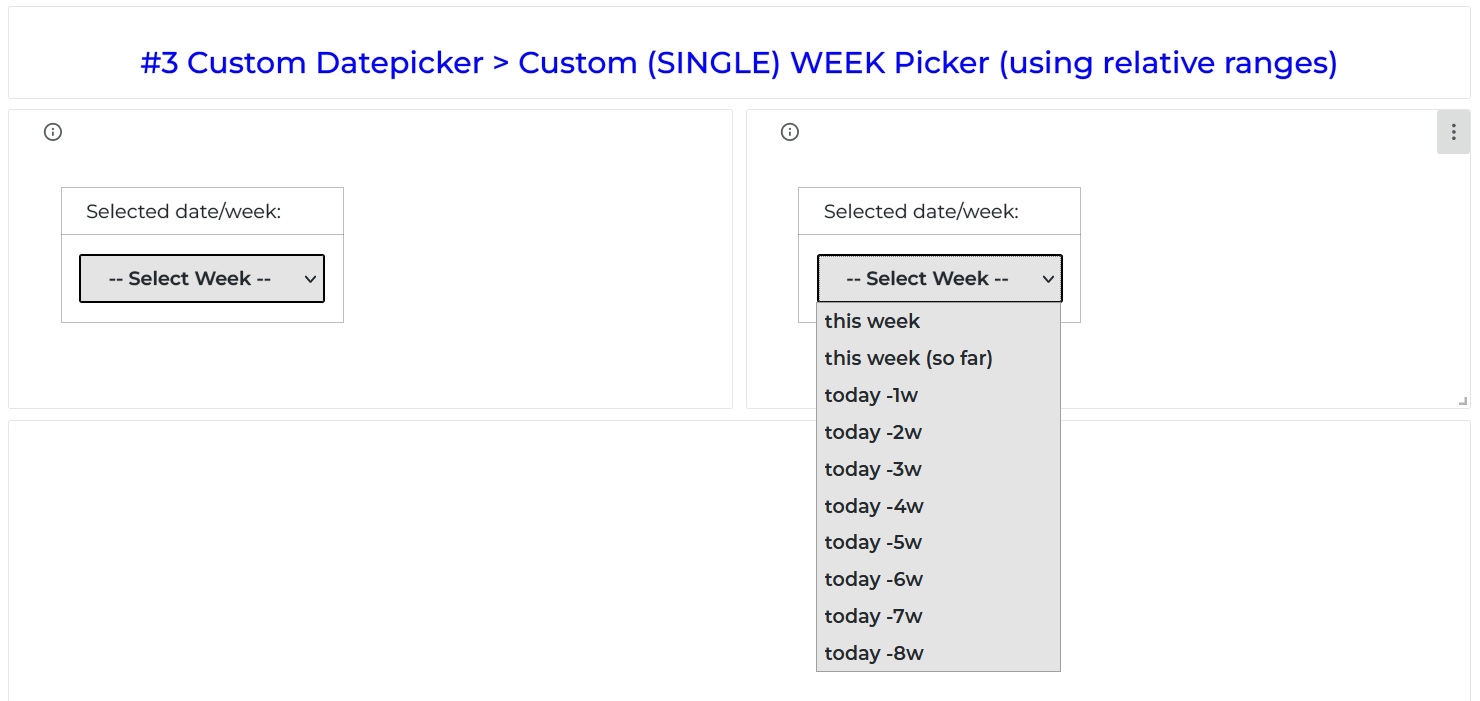 #3 Custom Datepicker > Custom (SINGLE) WEEK Picker (using relative ranges)
Selected date/week:
-- Select Week --
Selected date/week:
-- Select Week --
this week
this week (so far)
today -1w
today -2w
today -3w
today -4w
today -5w
today -6w
today -7w
today -8w